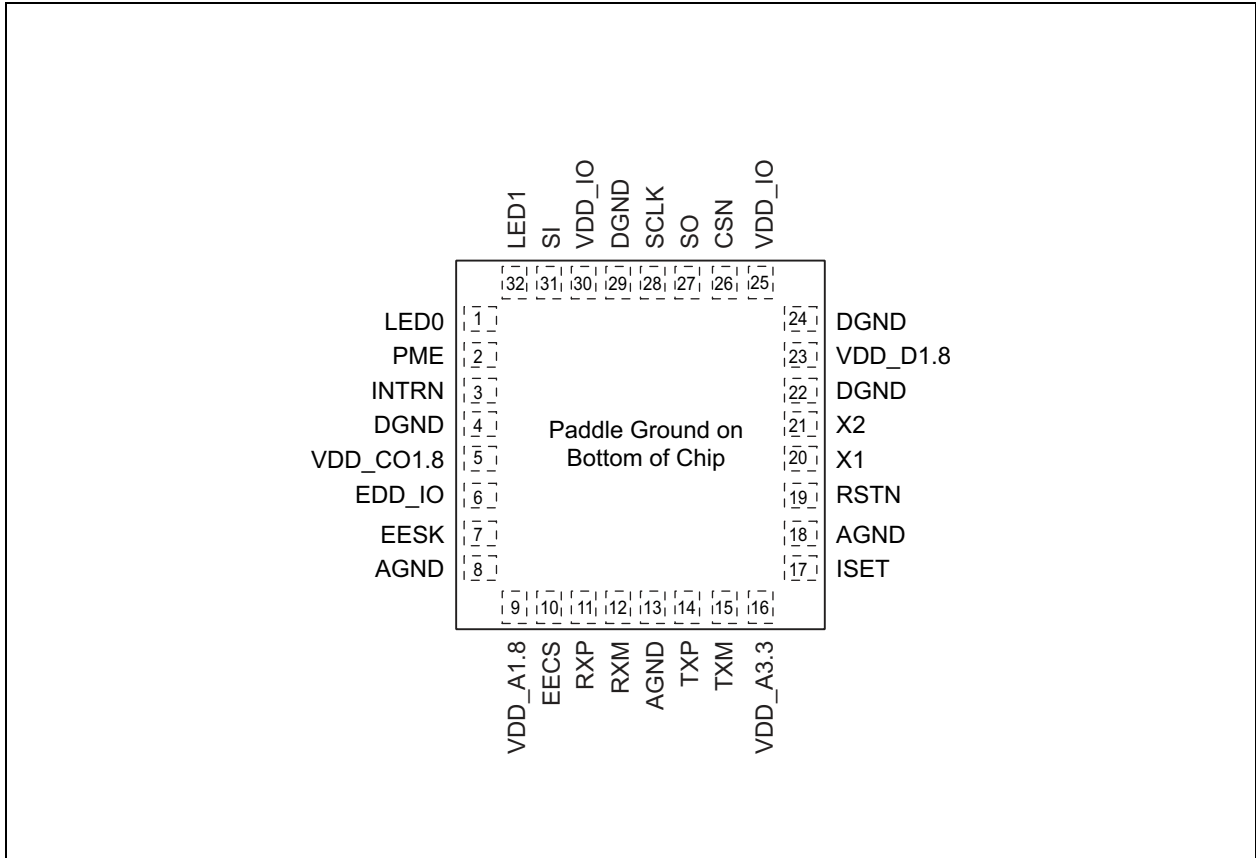 LED1
SI
VDD_IO
DGND
SCLK
SO
CSN
VDD_IO
32 31 30 29 28 27 26 25
LED0 1
PME 2
INTRN 3
DGND 4
VDD_CO1.8 5
EDD_IO 6
EESK 7
AGND 8
Paddle Ground on
Bottom of Chip
24 DGND
23 VDD_D1.8
22 DGND
21 X2
20 X1
19 RSTN
18 AGND
17 ISET
9 10 11 12 13 14 15 16
VDD_A1.8
EECS
RXP
RXM
AGND
TXP
TXM
VDD_A3.3